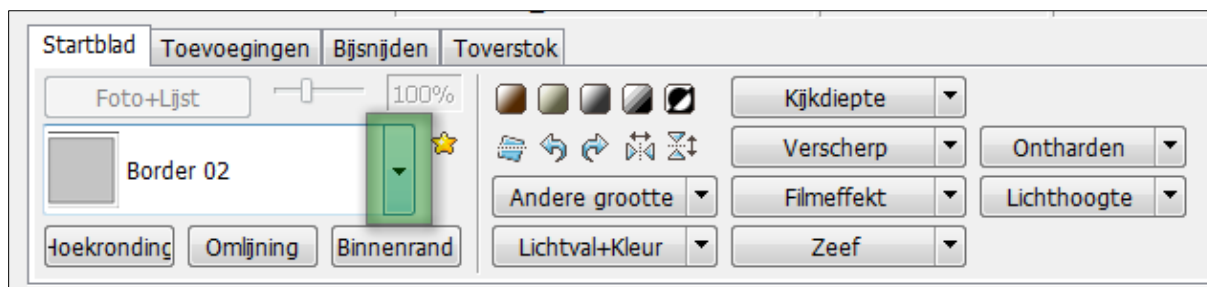 Startblad Toevoegingen Bijsnijden Toverstok
Foto+Lijst 100% Kijkdiepte
Border 02 Verscherp Ontharden
Andere grootte Filmeffekt Lichthoogte
Hoekronding Omlijning Binnenrand Lichtval+Kleur Zeef